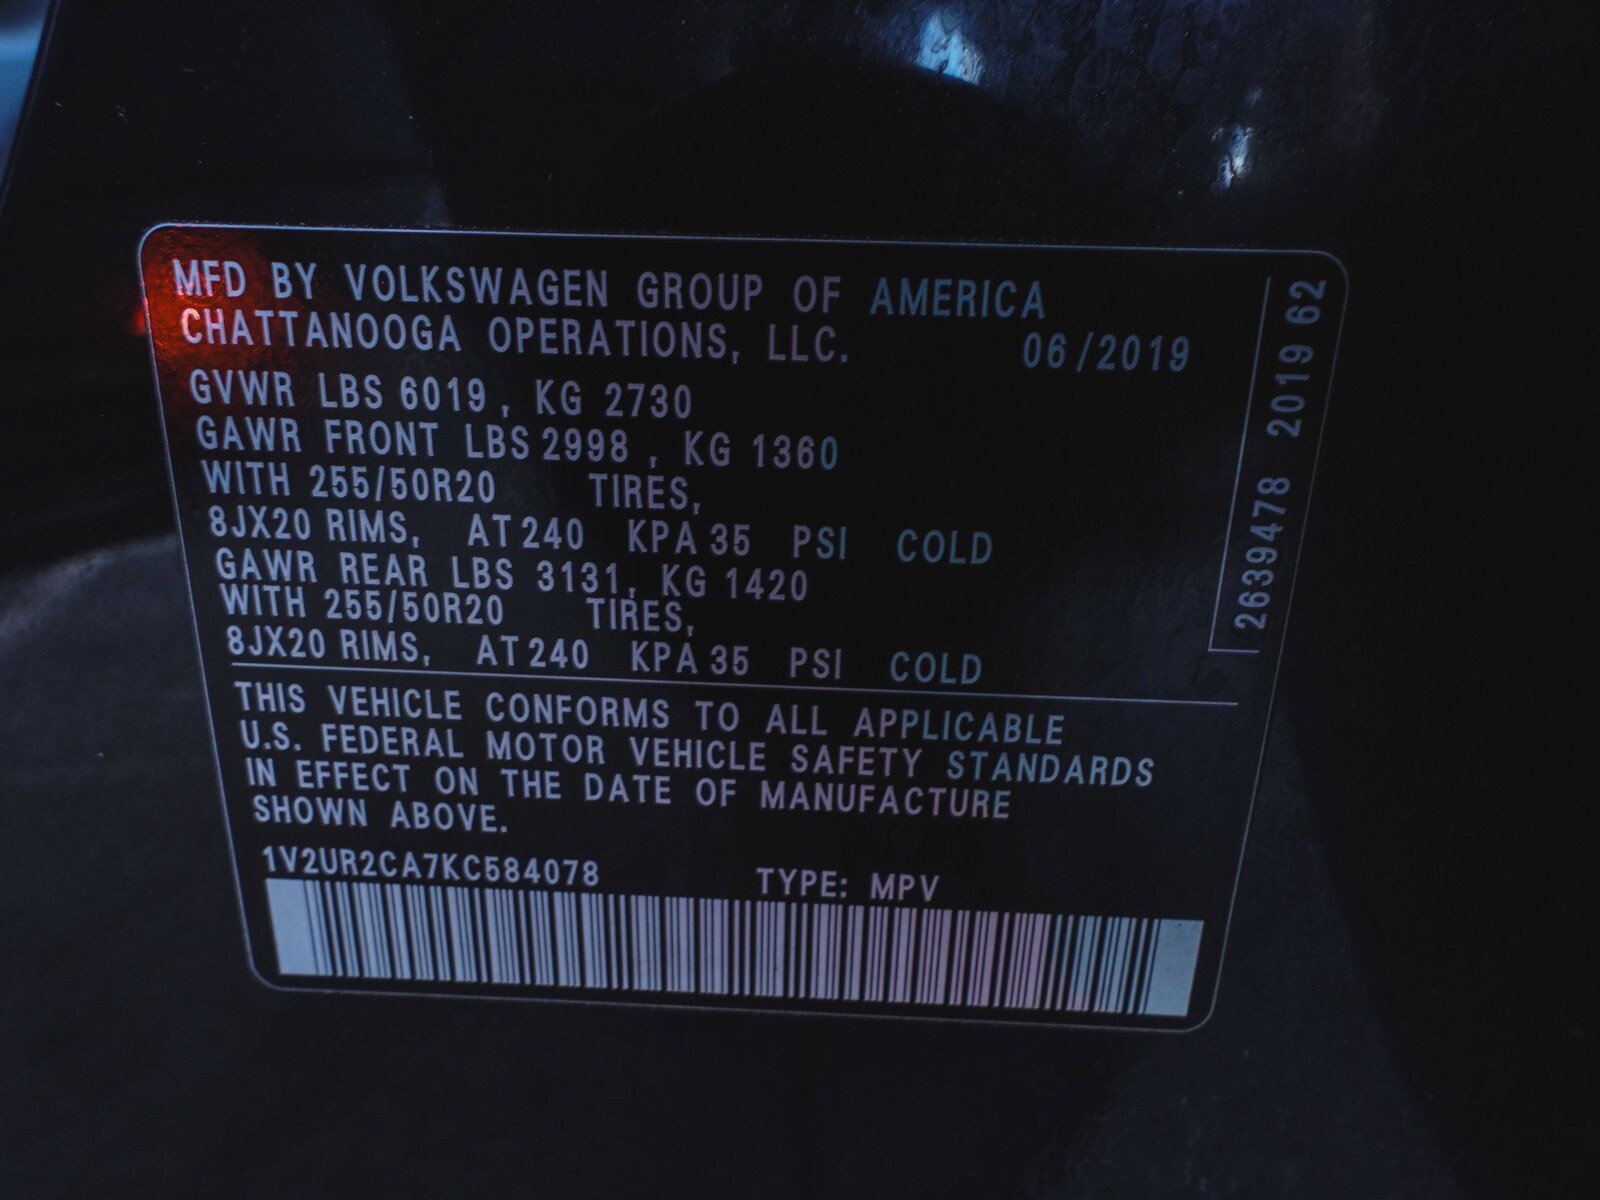 MFD BY VOLKSWAGEN GROUP OF AMERICA
CHATTANOOGA OPERATIONS, LLC. 06/2019
GVWR LBS 6019, KG 2730
GAWR FRONT LBS 2998, KG 1360
WITH 255/50R20 TIRES,
8JX20 RIMS, AT 240 KPA 35 PSI COLD
GAWR REAR LBS 3131, KG 1420
WITH 255/50R20 TIRES,
8JX20 RIMS, AT 240 KPA 35 PSI COLD
THIS VEHICLE CONFORMS TO ALL APPLICABLE
U.S. FEDERAL MOTOR VEHICLE SAFETY STANDARDS
IN EFFECT ON THE DATE OF MANUFACTURE
SHOWN ABOVE.
1V2UR2CA7KC584078 TYPE: MPV
2639478 2019 62